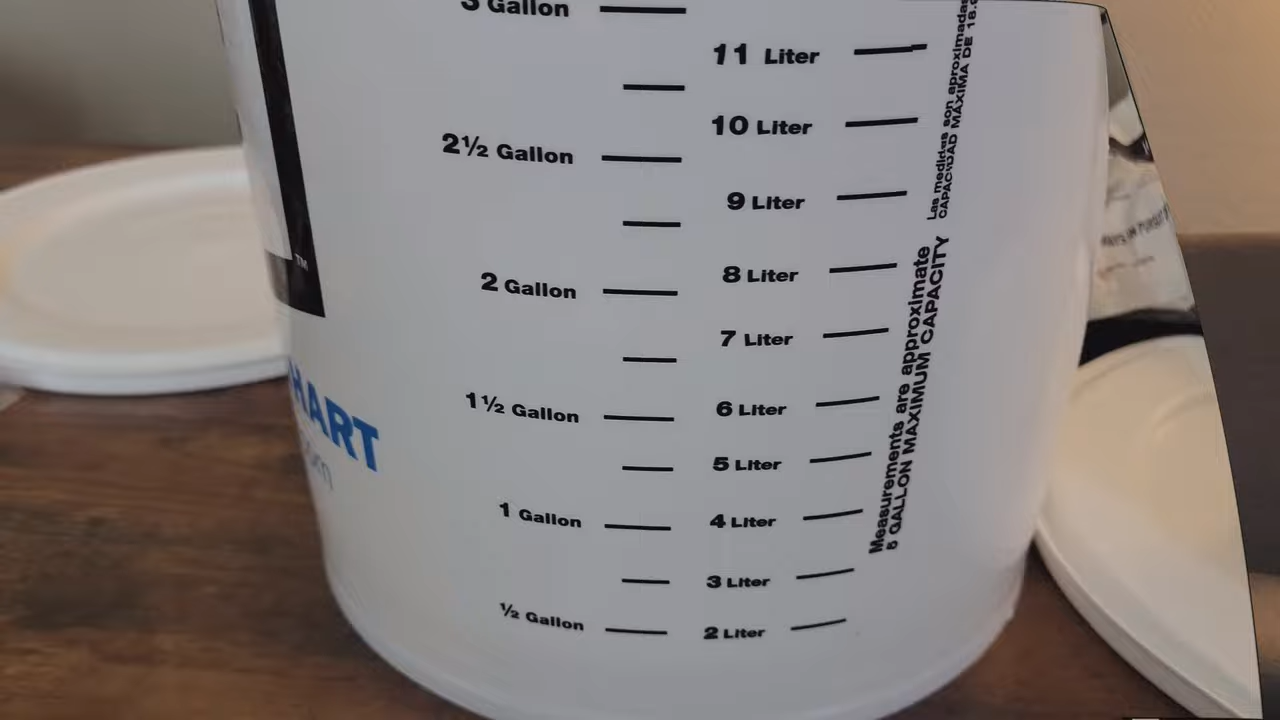 3 Gallon
11 Liter
10 Liter
2½ Gallon
9 Liter
8 Liter
2 Gallon
7 Liter
1½ Gallon
6 Liter
5 Liter
1 Gallon
4 Liter
3 Liter
½ Gallon
2 Liter
TM
HART
Las medidas son aproximadas
CAPACIDAD MÁXIMA DE
Measurements are approximate
5 GALLON MAXIMUM CAPACITY